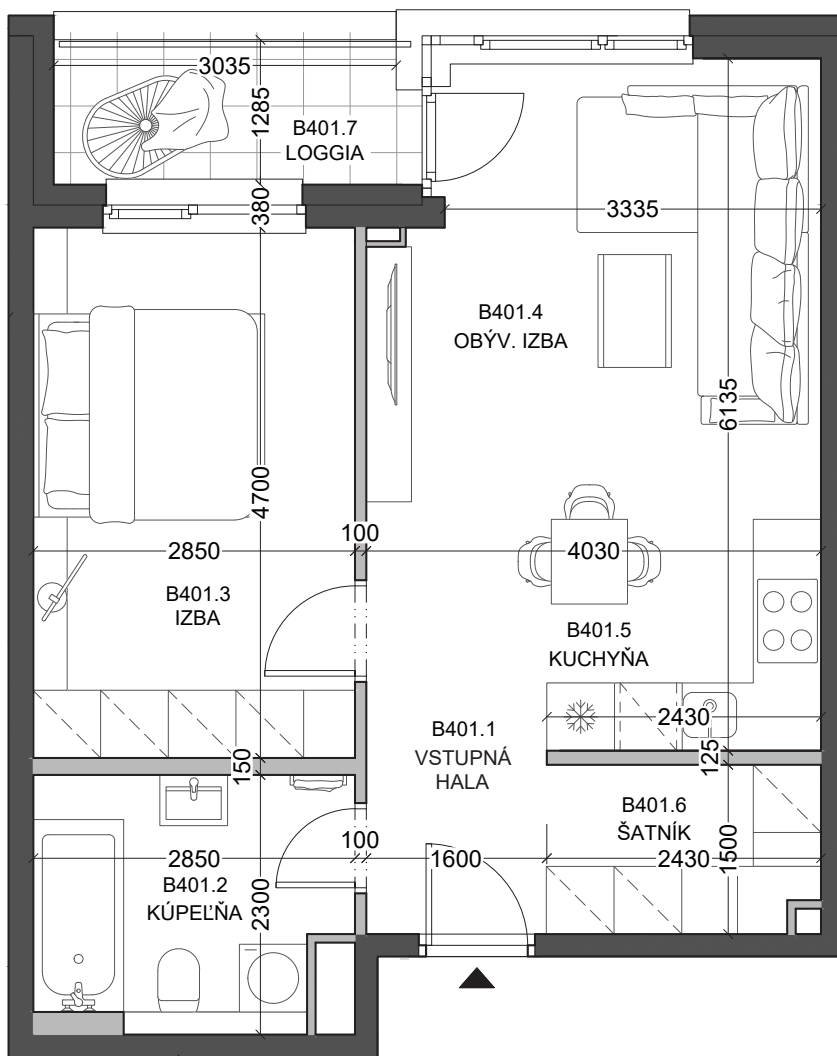 3035
1285
B401.7
LOGGIA
380
3335
B401.4
OBÝV. IZBA
6135
4700
2850
100
4030
B401.3
IZBA
B401.5
KUCHYŇA
2430
B401.1
VSTUPNÁ
HALA
125
150
B401.6
ŠATNÍK
100
2850
1600
2430
1500
B401.2
KÚPEĽŇA
2300